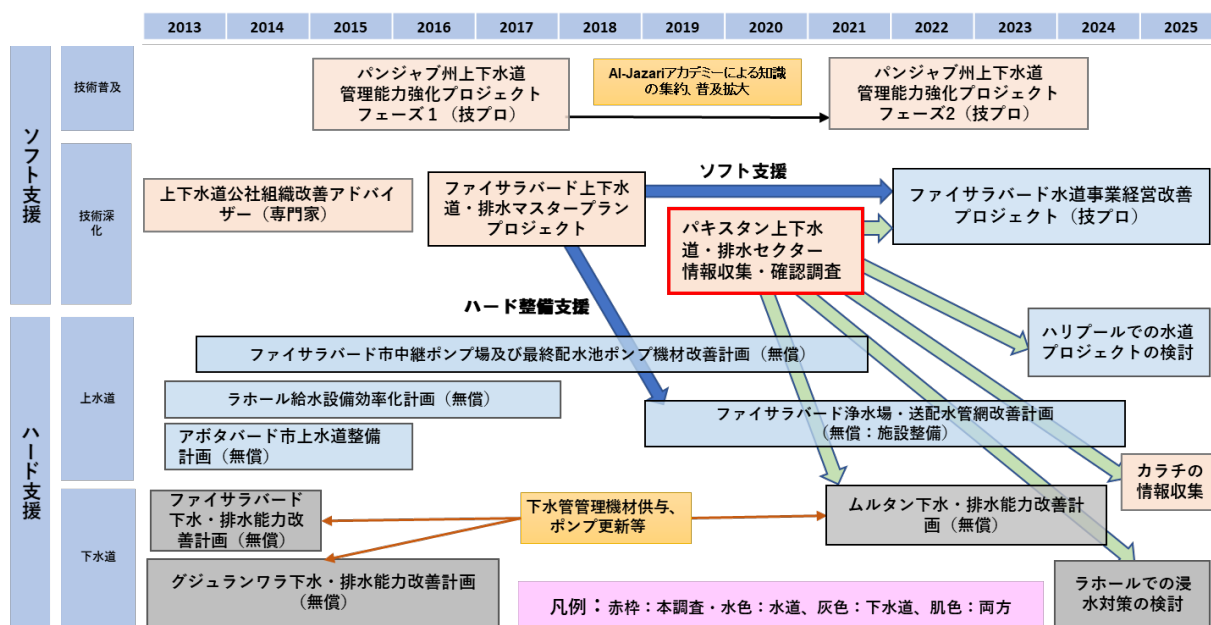 2013 2014 2015 2016 2017 2018 2019 2020 2021 2022 2023 2024 2025
ソフト支援
技術普及
パンジャブ州上下水道
管理能力強化プロジェクト
フェーズ１（技プロ）
Al-Jazariアカデミーによる知識
の集約、普及拡大
パンジャブ州上下水道
管理能力強化プロジェクト
フェーズ2（技プロ）
技術深
化
上下水道公社組織改善アドバイ
ザー（専門家）
ファイサラバード上下水
道・排水マスタープラン
プロジェクト
ソフト支援
ファイサラバード水道事業経営改善
プロジェクト（技プロ）
パキスタン上下水
道・排水セクター
情報収集・確認調査
ハード整備支援
ハード支援
上水道
ハリプールでの水道
プロジェクトの検討
ファイサラバード市中継ポンプ場及び最終配水池ポンプ機材改善計画（無償）
ラホール給水設備効率化計画（無償）
ファイサラバード浄水場・送配水管網改善計画
（無償：施設整備）
アボタバード市上水道整備
計画（無償）
カラチの
情報収集
下水道
ファイサラバード
下水・排水能力改
善計画（無償）
下水管管理機材供与、
ポンプ更新等
ムルタン下水・排水能力改善計
画（無償）
グジュランワラ下水・排水能力改善計画
（無償）
ラホールでの浸
水対策の検討
凡例：赤枠：本調査・水色：水道、灰色：下水道、肌色：両方